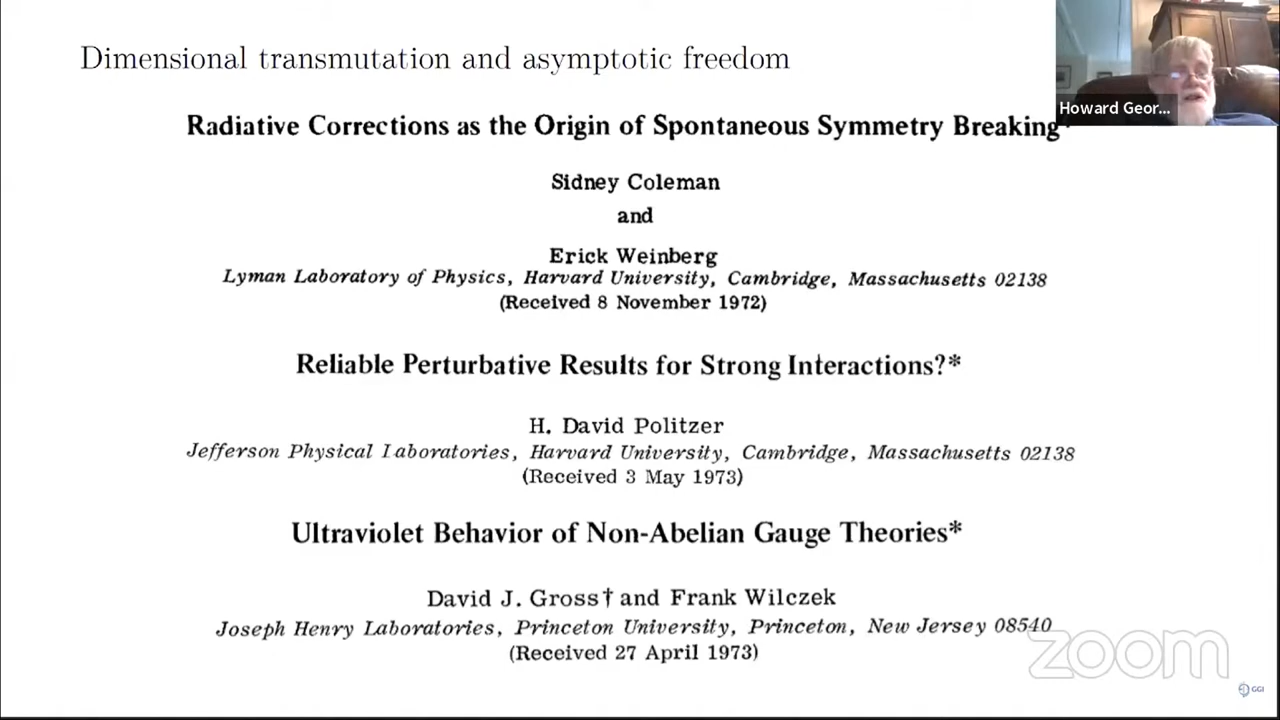 Dimensional transmutation and asymptotic freedom
Howard Geor...
Radiative Corrections as the Origin of Spontaneous Symmetry Breaking*
Sidney Coleman
and
Erick Weinberg
Lyman Laboratory of Physics, Harvard University, Cambridge, Massachusetts 02138
(Received 8 November 1972)
Reliable Perturbative Results for Strong Interactions?*
H. David Politzer
Jefferson Physical Laboratories, Harvard University, Cambridge, Massachusetts 02138
(Received 3 May 1973)
Ultraviolet Behavior of Non-Abelian Gauge Theories*
David J. Gross† and Frank Wilczek
Joseph Henry Laboratories, Princeton University, Princeton, New Jersey 08540
(Received 27 April 1973)
zoom
GGI